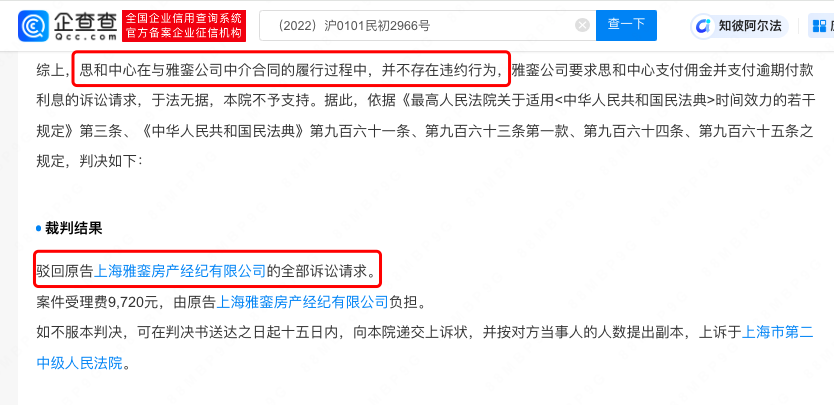 企查查
Qcc.com
全国企业信用查询系统
官方备案企业征信机构
（2022）沪0101民初2966号
查一下
知彼阿尔法
综上，思和中心在与雅銮公司中介合同的履行过程中，并不存在违约行为，雅銮公司要求思和中心支付佣金并支付逾期付款
利息的诉讼请求，于法无据，本院不予支持。据此，依据《最高人民法院关于适用<中华人民共和国民法典>时间效力的若干
规定》第三条、《中华人民共和国民法典》第九百六十一条、第九百六十三条第一款、第九百六十四条、第九百六十五条之
规定，判决如下：
裁判结果
驳回原告上海雅銮房产经纪有限公司的全部诉讼请求。
案件受理费9,720元，由原告上海雅銮房产经纪有限公司负担。
如不服本判决，可在判决书送达之日起十五日内，向本院递交上诉状，并按对方当事人的人数提出副本，上诉于上海市第二
中级人民法院。